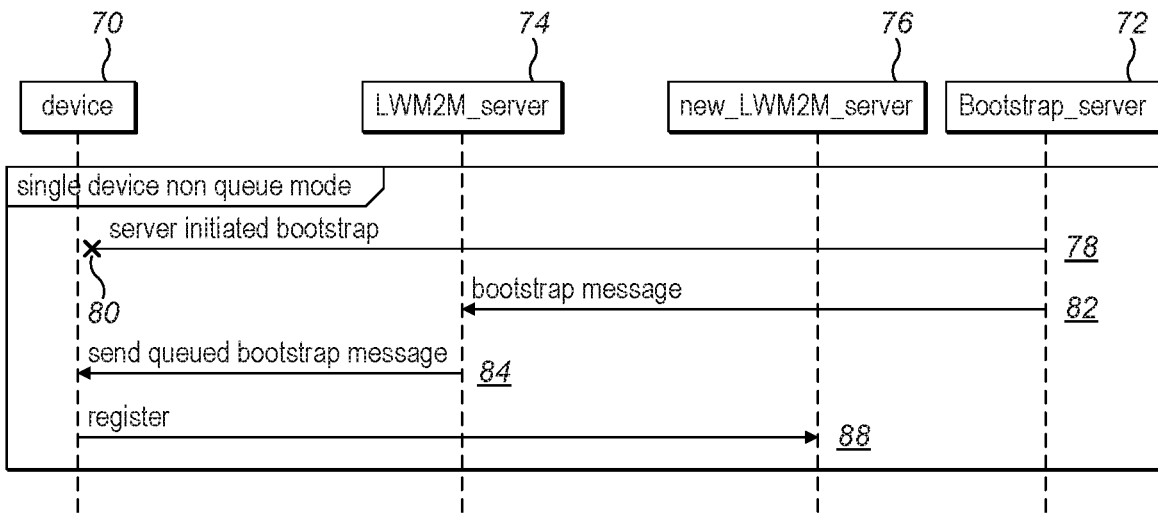 70 74 76 72
device LWM2M_server new_LWM2M_server Bootstrap_server
single device non queue mode
server initiated bootstrap 78
80
bootstrap message 82
send queued bootstrap message 84
register 88